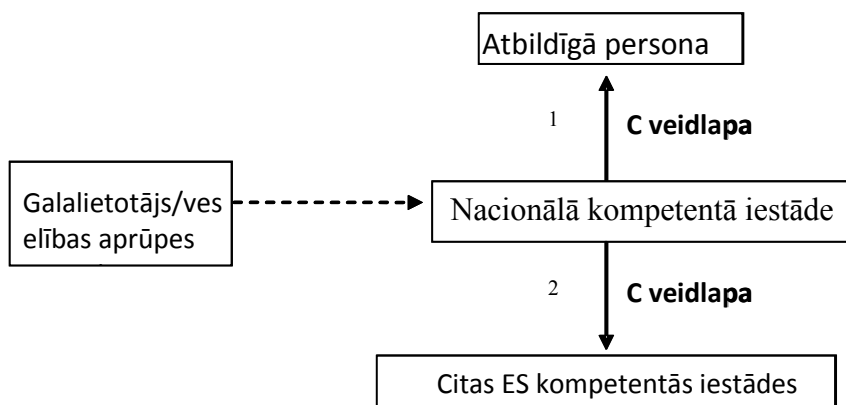 Atbildīgā persona
1
C veidlapa
Galalietotājs/ves
elības aprūpes
Nacionālā kompetentā iestāde
2
C veidlapa
Citas ES kompetentās iestādes